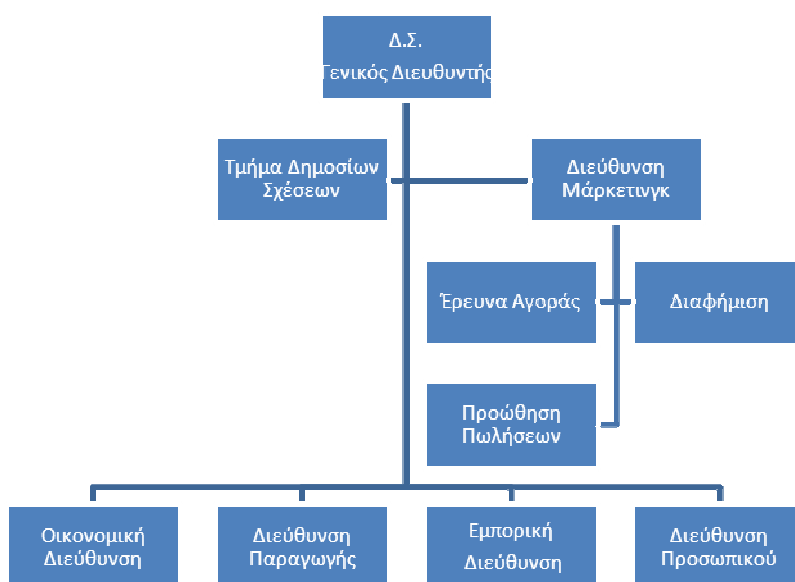 Δ.Σ.
Γενικός Διευθυντής
Τμήμα Δημοσίων
Σχέσεων
Διεύθυνση
Μάρκετινγκ
Έρευνα Αγοράς
Διαφήμιση
Προώθηση
Πωλήσεων
Οικονομική
Διεύθυνση
Διεύθυνση
Παραγωγής
Εμπορική
Διεύθυνση
Διεύθυνση
Προσωπικού